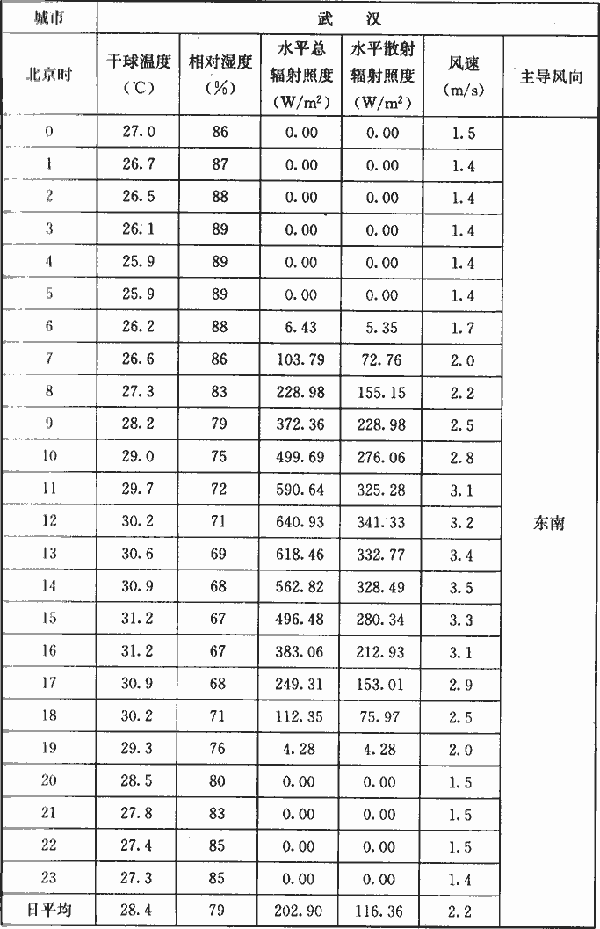 城市 武 汉
北京时 干球温度(℃) 相对湿度(%) 水平总辐射照度(W/m²) 水平散射辐射照度(W/m²) 风速(m/s) 主导风向
0 27.0 86 0.00 0.00 1.5
1 26.7 87 0.00 0.00 1.4
2 26.5 88 0.00 0.00 1.4
3 26.1 89 0.00 0.00 1.4
4 25.9 89 0.00 0.00 1.4
5 25.9 89 0.00 0.00 1.4
6 26.2 88 6.43 5.35 1.7
7 26.6 86 103.79 72.76 2.0
8 27.3 83 228.98 155.15 2.2
9 28.2 79 372.36 228.98 2.5
10 29.0 75 499.69 276.06 2.8
11 29.7 72 590.64 325.28 3.1
12 30.2 71 640.93 341.33 3.2 东南
13 30.6 69 618.46 332.77 3.4
14 30.9 68 562.82 328.49 3.5
15 31.2 67 496.48 280.34 3.3
16 31.2 67 383.06 212.93 3.1
17 30.9 68 249.31 153.01 2.9
18 30.2 71 112.35 75.97 2.5
19 29.3 76 4.28 4.28 2.0
20 28.5 80 0.00 0.00 1.5
21 27.8 83 0.00 0.00 1.5
22 27.4 85 0.00 0.00 1.5
23 27.3 85 0.00 0.00 1.4
日平均 28.4 79 202.90 116.36 2.2